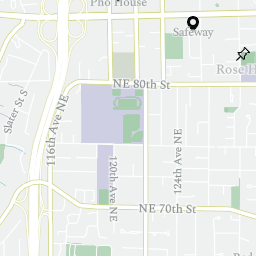 Pho House
Safeway
Rose H
NE 80th St
Slater St S
116th Ave NE
120th Ave NE
124th Ave NE
NE 70th St
Red